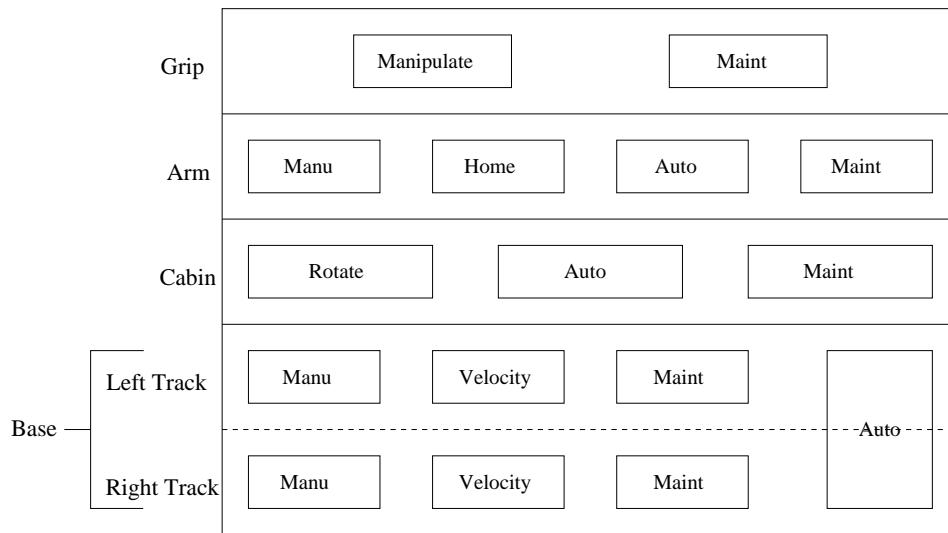 Grip
Manipulate Maint
Arm
Manu Home Auto Maint
Cabin
Rotate Auto Maint
Base
Left Track
Manu Velocity Maint
Auto
Right Track
Manu Velocity Maint